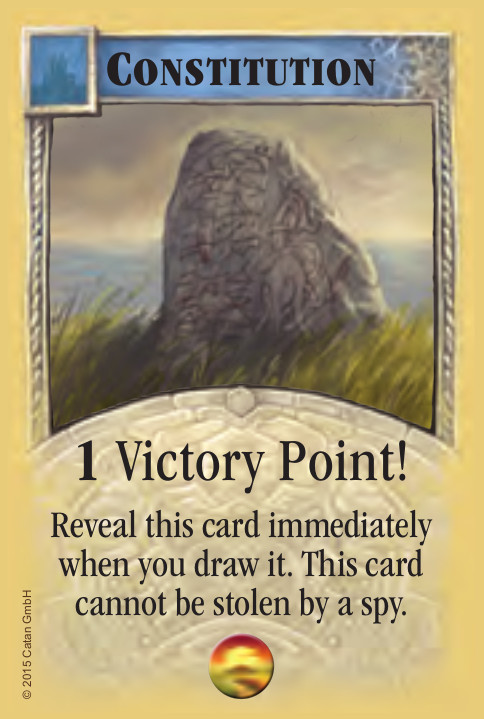 CONSTITUTION
1 Victory Point!
Reveal this card immediately
when you draw it. This card
cannot be stolen by a spy.
© 2015 Catan GmbH